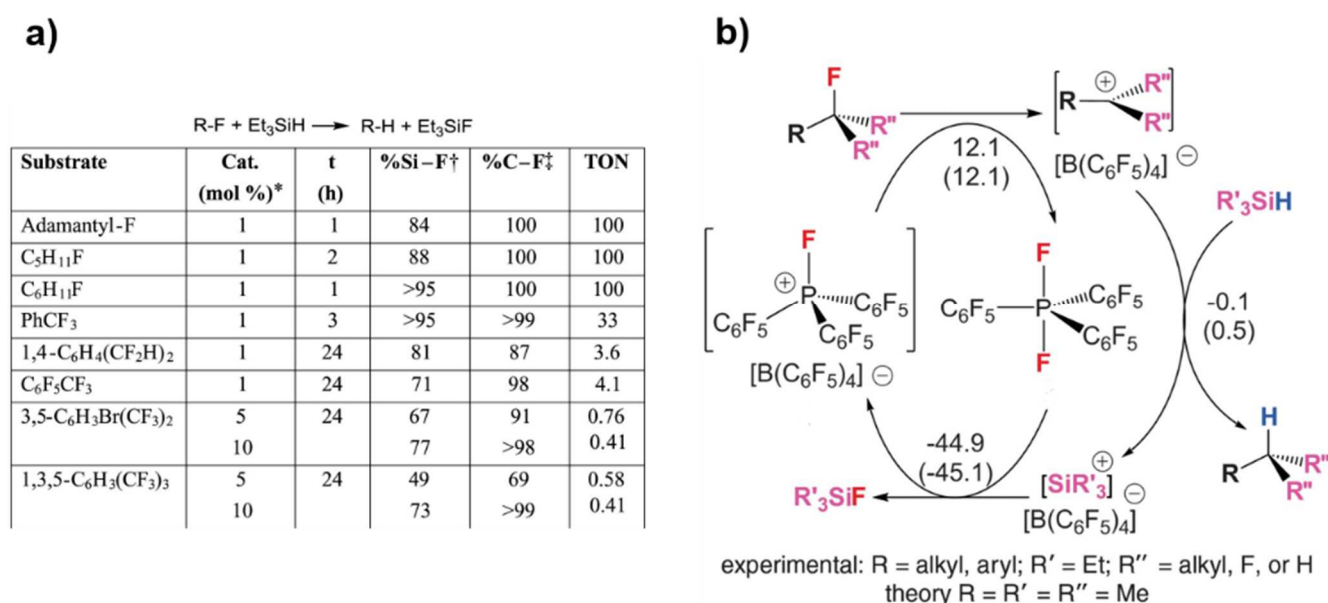 a)
R-F + Et₃SiH ⟶ R-H + Et₃SiF
Substrate Cat. (mol %)* t (h) %Si–F† %C–F‡ TON
Adamantyl-F 1 1 84 100 100
C₅H₁₁F 1 2 88 100 100
C₆H₁₁F 1 1 >95 100 100
PhCF₃ 1 3 >95 >99 33
1,4-C₆H₄(CF₂H)₂ 1 24 81 87 3.6
C₆F₅CF₃ 1 24 71 98 4.1
3,5-C₆H₃Br(CF₃)₂ 5 24 67 91 0.76
10 77 >98 0.41
1,3,5-C₆H₃(CF₃)₃ 5 24 49 69 0.58
10 73 >99 0.41
b)
F
R R" R"
R ⊕ R" R"
[B(C₆F₅)₄] ⊖
12.1
(12.1)
R'₃SiH
F
⊕ P C₆F₅
C₆F₅ C₆F₅
[B(C₆F₅)₄] ⊖
F
C₆F₅ P C₆F₅
C₆F₅
F
-0.1
(0.5)
H
R R" R"
-44.9
(-45.1)
R'₃SiF
[SiR'₃] ⊕ ⊖
[B(C₆F₅)₄]
experimental: R = alkyl, aryl; R' = Et; R" = alkyl, F, or H
theory R = R' = R" = Me